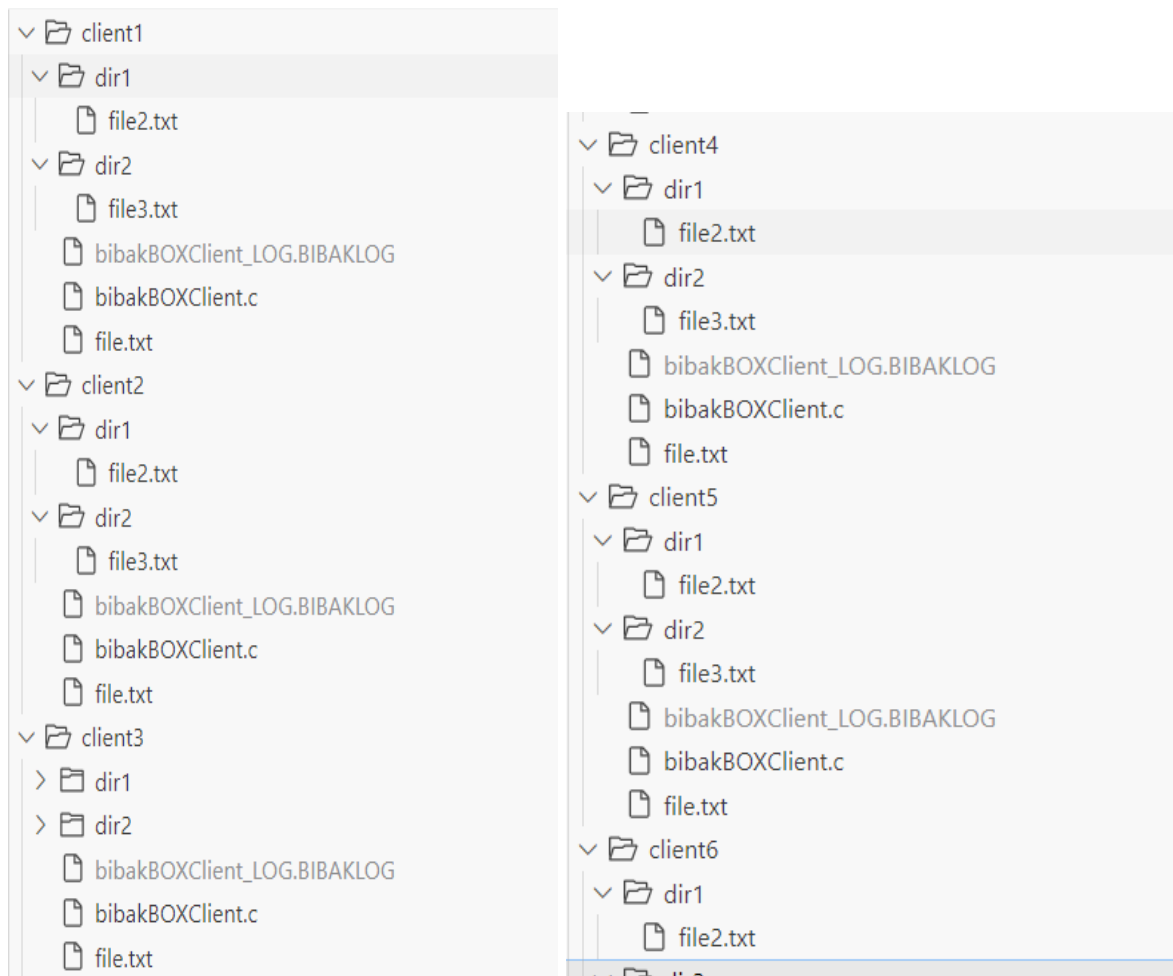 client1
dir1
file2.txt
dir2
file3.txt
bibakBOXClient_LOG.BIBAKLOG
bibakBOXClient.c
file.txt
client2
dir1
file2.txt
dir2
file3.txt
bibakBOXClient_LOG.BIBAKLOG
bibakBOXClient.c
file.txt
client3
dir1
dir2
bibakBOXClient_LOG.BIBAKLOG
bibakBOXClient.c
file.txt
client4
dir1
file2.txt
dir2
file3.txt
bibakBOXClient_LOG.BIBAKLOG
bibakBOXClient.c
file.txt
client5
dir1
file2.txt
dir2
file3.txt
bibakBOXClient_LOG.BIBAKLOG
bibakBOXClient.c
file.txt
client6
dir1
file2.txt